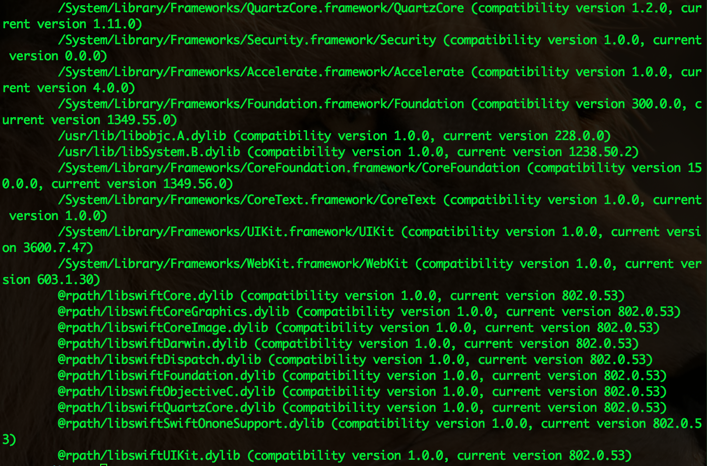 /System/Library/Frameworks/QuartzCore.framework/QuartzCore (compatibility version 1.2.0, cur
rent version 1.11.0)
/System/Library/Frameworks/Security.framework/Security (compatibility version 1.0.0, current
version 0.0.0)
/System/Library/Frameworks/Accelerate.framework/Accelerate (compatibility version 1.0.0, cur
rent version 4.0.0)
/System/Library/Frameworks/Foundation.framework/Foundation (compatibility version 300.0.0, c
urrent version 1349.55.0)
/usr/lib/libobjc.A.dylib (compatibility version 1.0.0, current version 228.0.0)
/usr/lib/libSystem.B.dylib (compatibility version 1.0.0, current version 1238.50.2)
/System/Library/Frameworks/CoreFoundation.framework/CoreFoundation (compatibility version 15
0.0.0, current version 1349.56.0)
/System/Library/Frameworks/CoreText.framework/CoreText (compatibility version 1.0.0, current
version 1.0.0)
/System/Library/Frameworks/UIKit.framework/UIKit (compatibility version 1.0.0, current versi
on 3600.7.47)
/System/Library/Frameworks/WebKit.framework/WebKit (compatibility version 1.0.0, current ver
sion 603.1.30)
@rpath/libswiftCore.dylib (compatibility version 1.0.0, current version 802.0.53)
@rpath/libswiftCoreGraphics.dylib (compatibility version 1.0.0, current version 802.0.53)
@rpath/libswiftCoreImage.dylib (compatibility version 1.0.0, current version 802.0.53)
@rpath/libswiftDarwin.dylib (compatibility version 1.0.0, current version 802.0.53)
@rpath/libswiftDispatch.dylib (compatibility version 1.0.0, current version 802.0.53)
@rpath/libswiftFoundation.dylib (compatibility version 1.0.0, current version 802.0.53)
@rpath/libswiftObjectiveC.dylib (compatibility version 1.0.0, current version 802.0.53)
@rpath/libswiftQuartzCore.dylib (compatibility version 1.0.0, current version 802.0.53)
@rpath/libswiftSwiftOnoneSupport.dylib (compatibility version 1.0.0, current version 802.0.5
3)
@rpath/libswiftUIKit.dylib (compatibility version 1.0.0, current version 802.0.53)